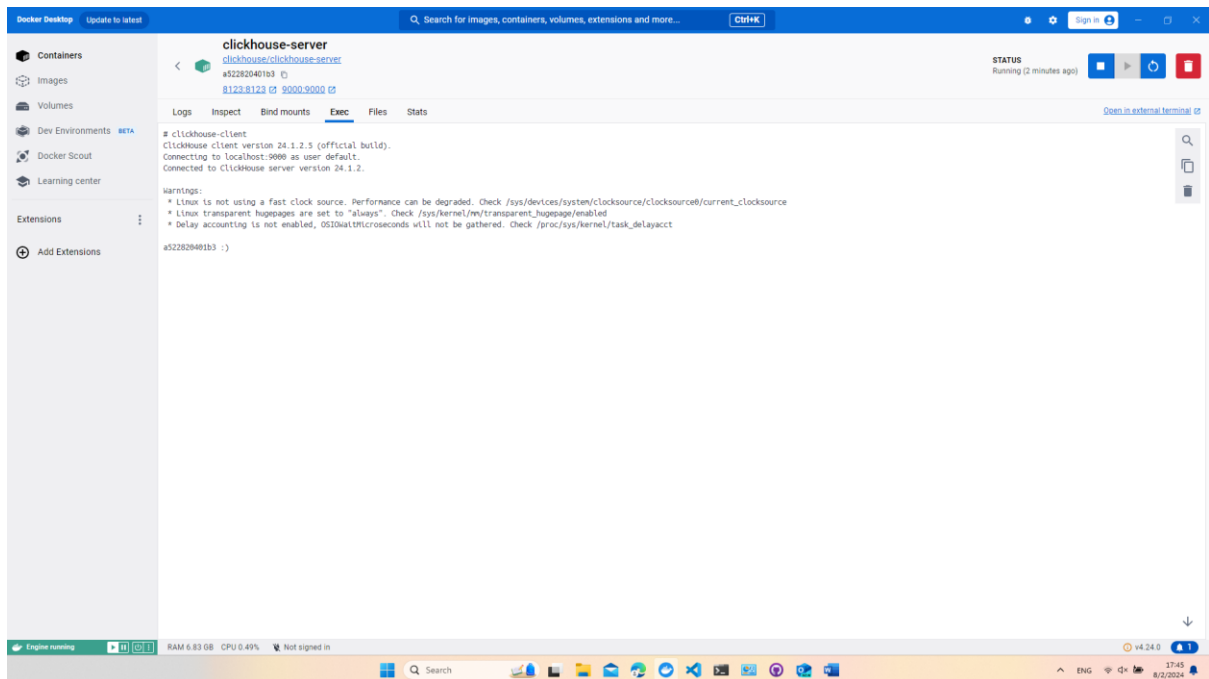 Docker Desktop Update to latest
Search for images, containers, volumes, extensions and more... Ctrl+K
Sign in
Containers
Images
Volumes
Dev Environments BETA
Docker Scout
Learning center
Extensions
Add Extensions
clickhouse-server
clickhouse/clickhouse-server
a522820401b3
8123:8123 9000:9000
STATUS
Running (2 minutes ago)
Logs Inspect Bind mounts Exec Files Stats
Open in external terminal
# clickhouse-client
ClickHouse client version 24.1.2.5 (official build).
Connecting to localhost:9000 as user default.
Connected to ClickHouse server version 24.1.2.
Warnings:
* Linux is not using a fast clock source. Performance can be degraded. Check /sys/devices/system/clocksource/clocksource0/current_clocksource
* Linux transparent hugepages are set to "always". Check /sys/kernel/mm/transparent_hugepage/enabled
* Delay accounting is not enabled, OSIOWaitMicroseconds will not be gathered. Check /proc/sys/kernel/task_delayacct
a522820401b3 :)
Engine running
RAM 6.83 GB CPU 0.49% Not signed in
v4.24.0 1
Search
ENG
17:45
8/2/2024